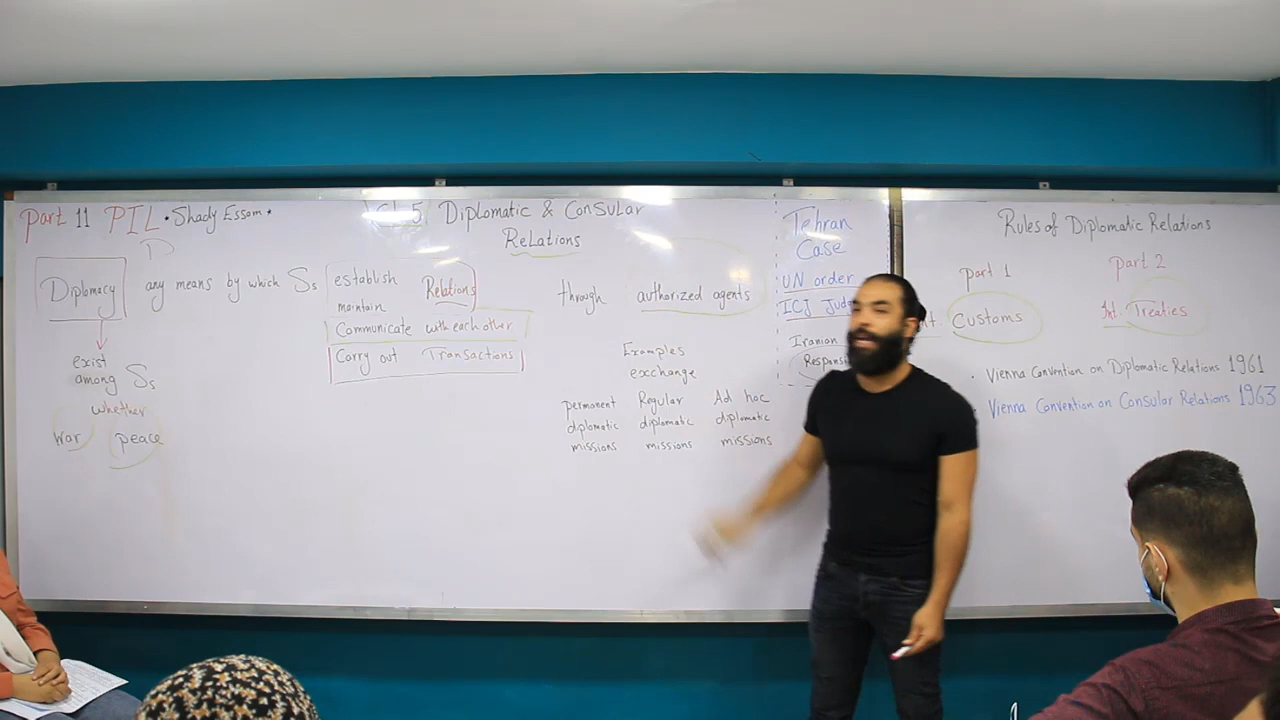 Part 11 PIL • Shady Essam •
Ch 5 Diplomatic & Consular
Relations
Diplomacy any means by which Ss
establish Relations
maintain
Communicate with each other
Carry out Transactions
through authorized agents
exist
among Ss
whether
War peace
Examples
exchange
permanent
diplomatic
missions
Regular
diplomatic
missions
Ad hoc
diplomatic
missions
Tehran
Case
UN order
ICJ
Iranian
Rules of Diplomatic Relations
part 1
Customs
part 2
Int. Treaties
• Vienna Convention on Diplomatic Relations 1961
• Vienna Convention on Consular Relations 1963